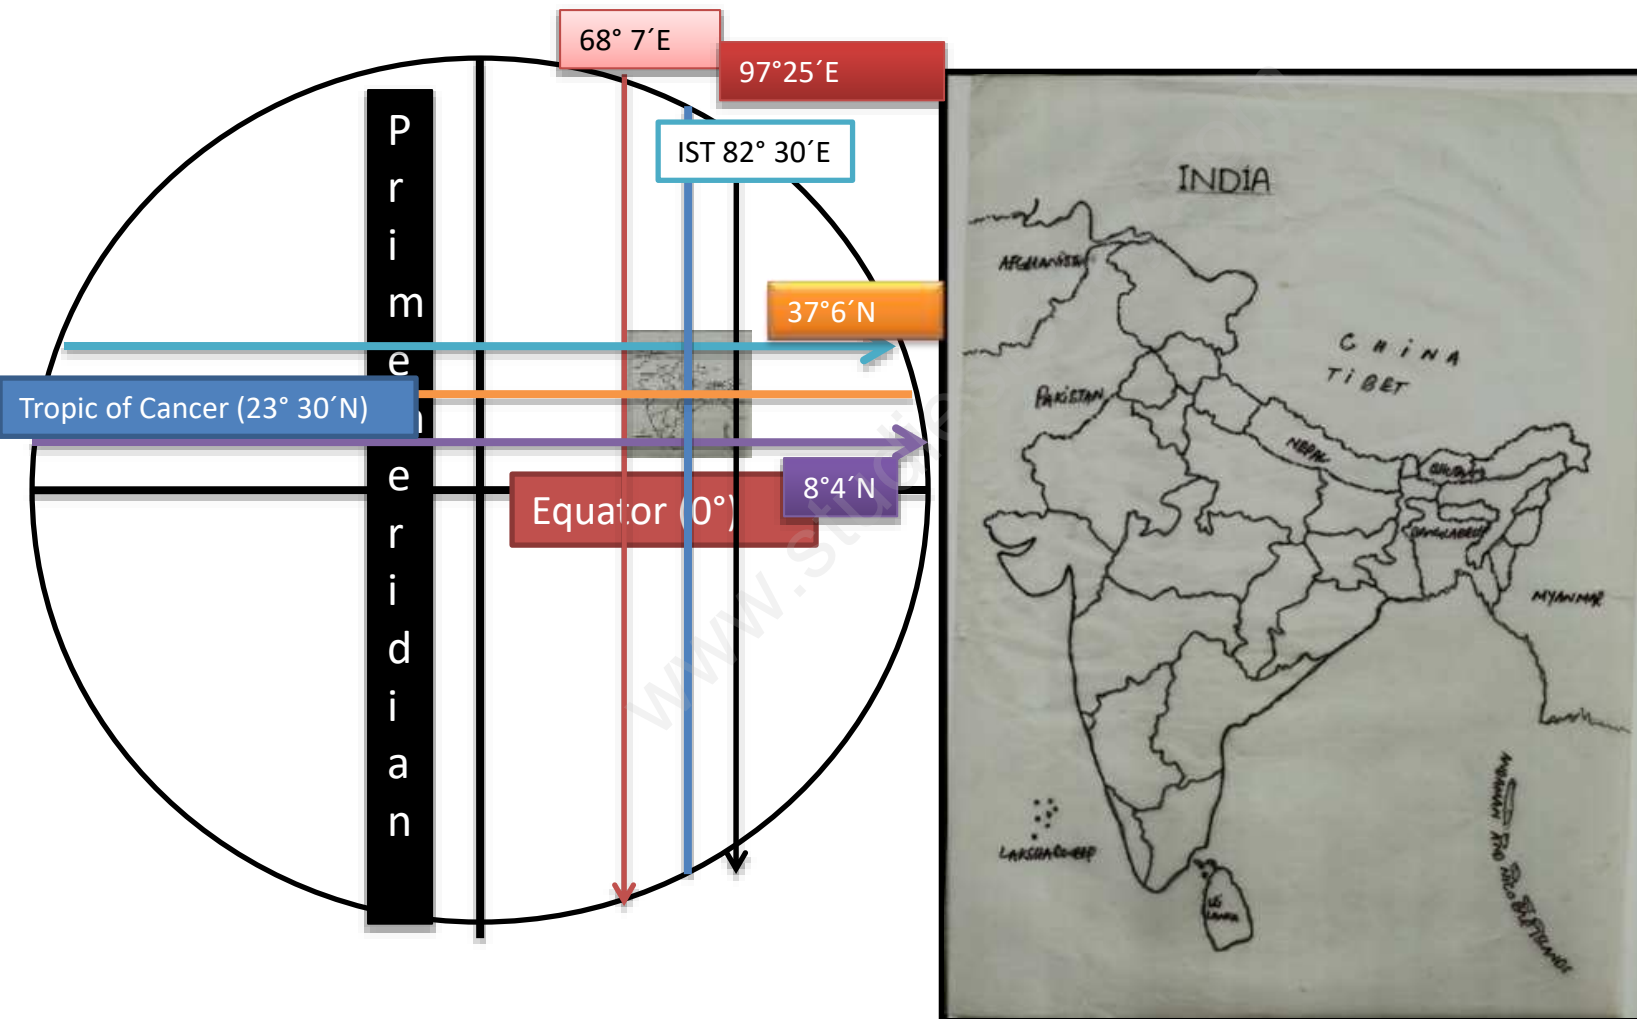 68° 7´E
97°25´E
IST 82° 30´E
Prime Meridian
37°6´N
Tropic of Cancer (23° 30´N)
8°4´N
Equator (0°)
INDIA
AFGHANISTAN
CHINA
TIBET
PAKISTAN
NEPAL
BHUTAN
BANGLADESH
MYANMAR
LAKSHADWEEP
ANDMAN AND NICOBAR ISLANDS
SRI
LANKA